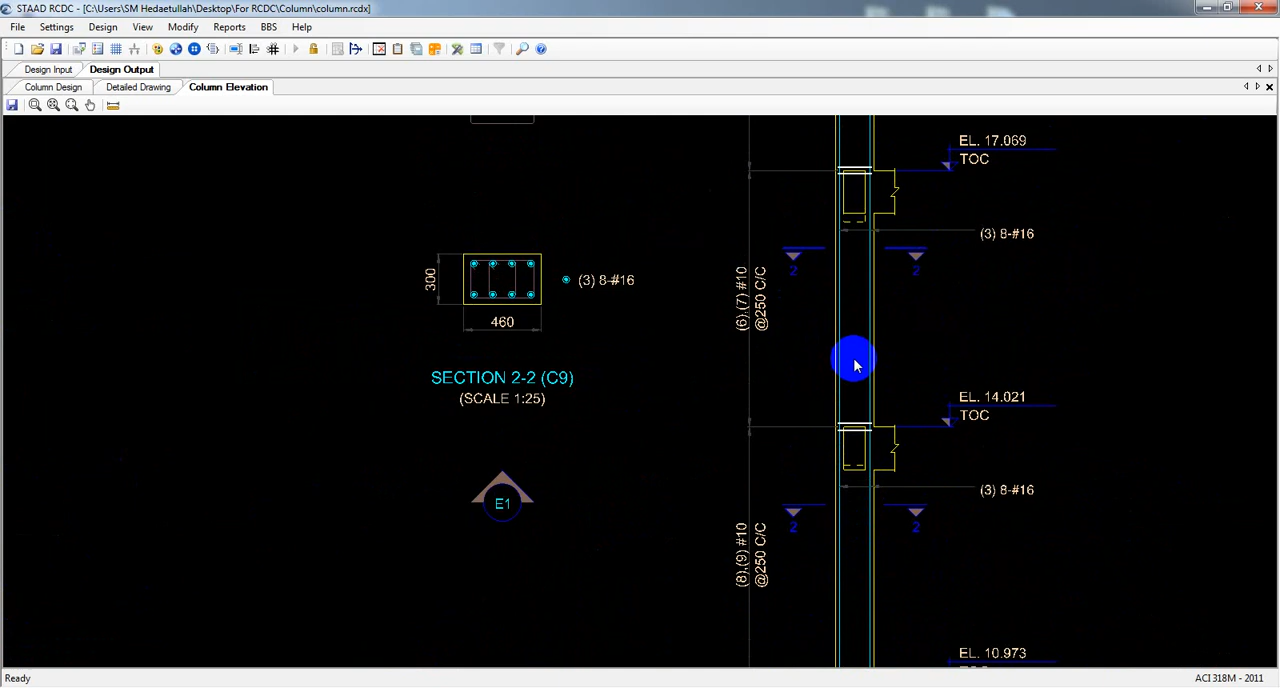 STAAD RCDC - [C:\Users\SM Hedaetullah\Desktop\For RCDC\Column\column.rcdx]
File Settings Design View Modify Reports BBS Help
Design Input Design Output
Column Design Detailed Drawing Column Elevation
EL. 17.069
TOC
(3) 8-#16
2 2
300
(3) 8-#16
460
(6),(7) #10
@250 C/C
SECTION 2-2 (C9)
(SCALE 1:25)
EL. 14.021
TOC
E1
(3) 8-#16
2 2
(8),(9) #10
@250 C/C
EL. 10.973
Ready ACI 318M - 2011